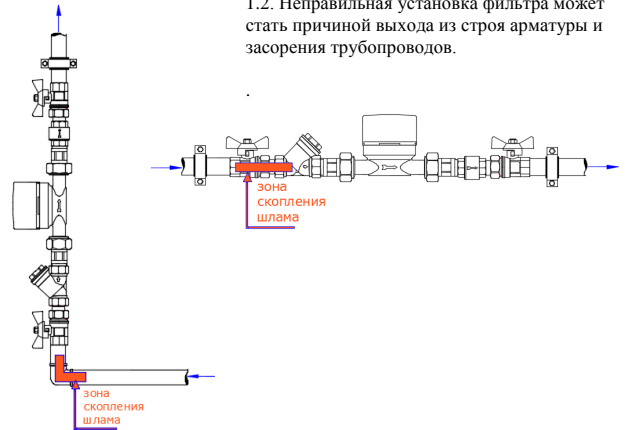 1.2. Неправильная установка фильтра может
стать причиной выхода из строя арматуры и
засорения трубопроводов.
.
зона
скопления
шлама
зона
скопления
шлама